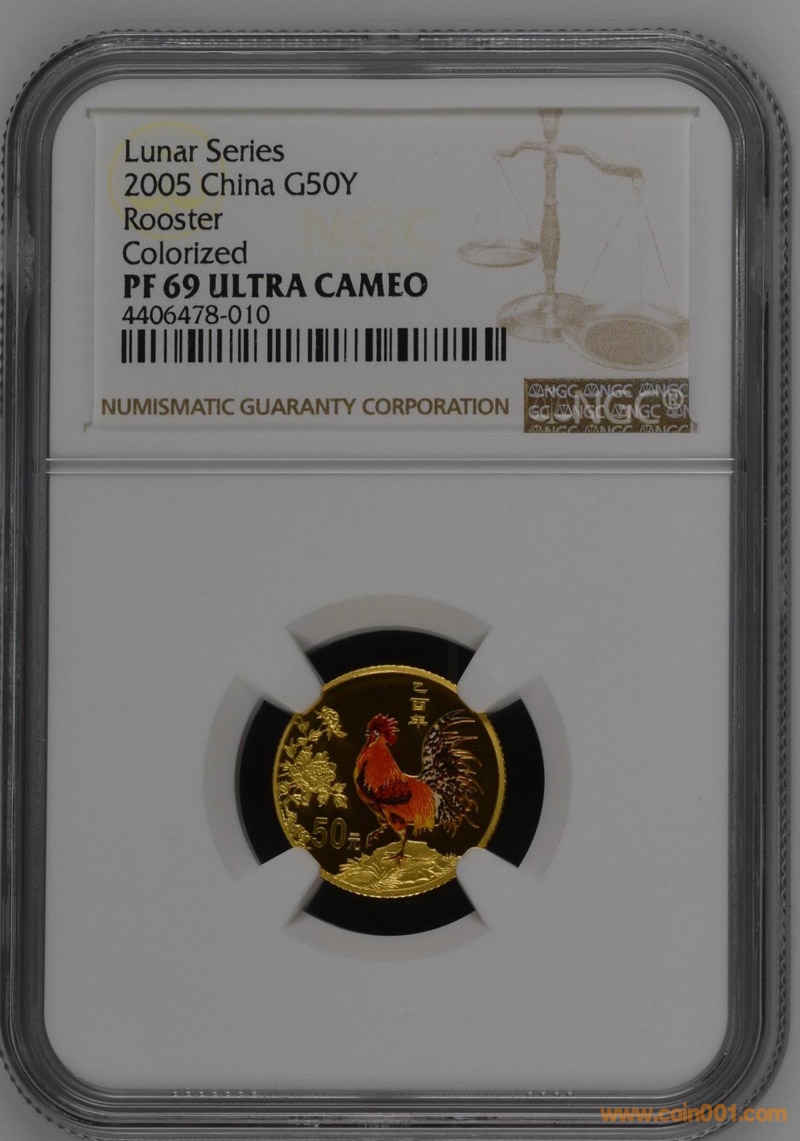 Lunar Series
2005 China G50Y
Rooster
Colorized
PF 69 ULTRA CAMEO
4406478-010
NUMISMATIC GUARANTY CORPORATION
NGC®
乙酉年
50元
www.coin001.com